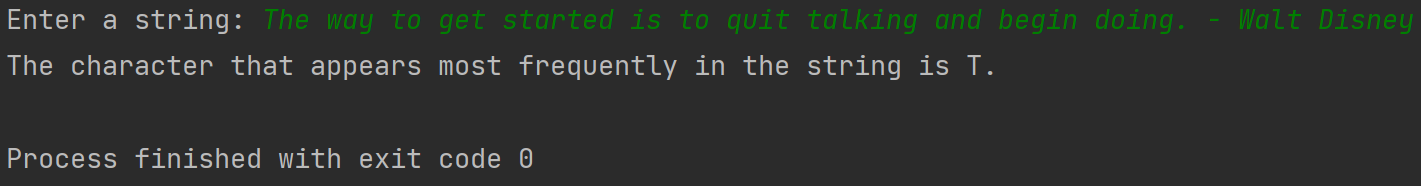 Enter a string: The way to get started is to quit talking and begin doing. - Walt Disney
The character that appears most frequently in the string is T.
Process finished with exit code 0